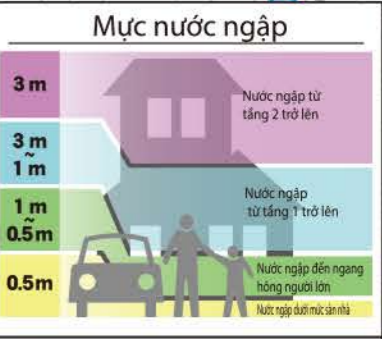 Mực nước ngập
3 m
Nước ngập từ
tầng 2 trở lên
3 m
~
1 m
Nước ngập
từ tầng 1 trở lên
1 m
~
0.5m
Nước ngập đến ngang
hông người lớn
0.5m
Nước ngập dưới mức sàn nhà